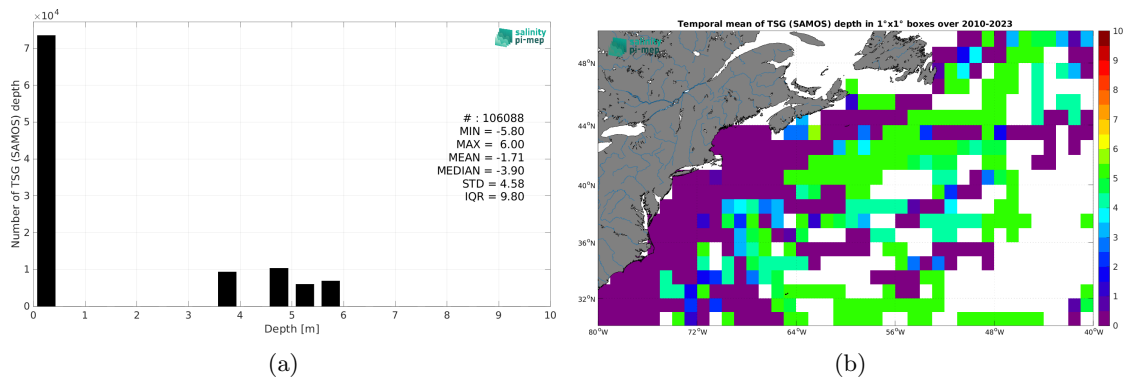 ×10⁴
7
6
5
4
3
2
1
0
Number of TSG (SAMOS) depth
salinity
pi-mep
# : 106088
MIN = -5.80
MAX = 6.00
MEAN = -1.71
MEDIAN = -3.90
STD = 4.58
IQR = 9.80
0 1 2 3 4 5 6 7 8 9 10
Depth [m]
(a)
Temporal mean of TSG (SAMOS) depth in 1°x1° boxes over 2010-2023
salinity
pi-mep
48°N
44°N
40°N
36°N
32°N
80°W 72°W 64°W 56°W 48°W 40°W
10
9
8
7
6
5
4
3
2
1
0
(b)